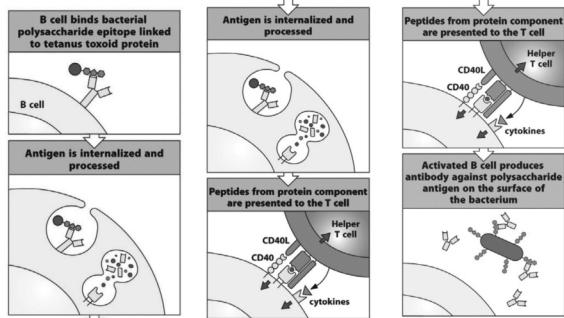 B cell binds bacterial
polysaccharide epitope linked
to tetanus toxoid protein
B cell
Antigen is internalized and
processed
Antigen is internalized and
processed
Peptides from protein component
are presented to the T cell
Helper
T cell
CD40L
CD40
cytokines
Peptides from protein component
are presented to the T cell
Helper
T cell
CD40L
CD40
cytokines
Activated B cell produces
antibody against polysaccharide
antigen on the surface of
the bacterium